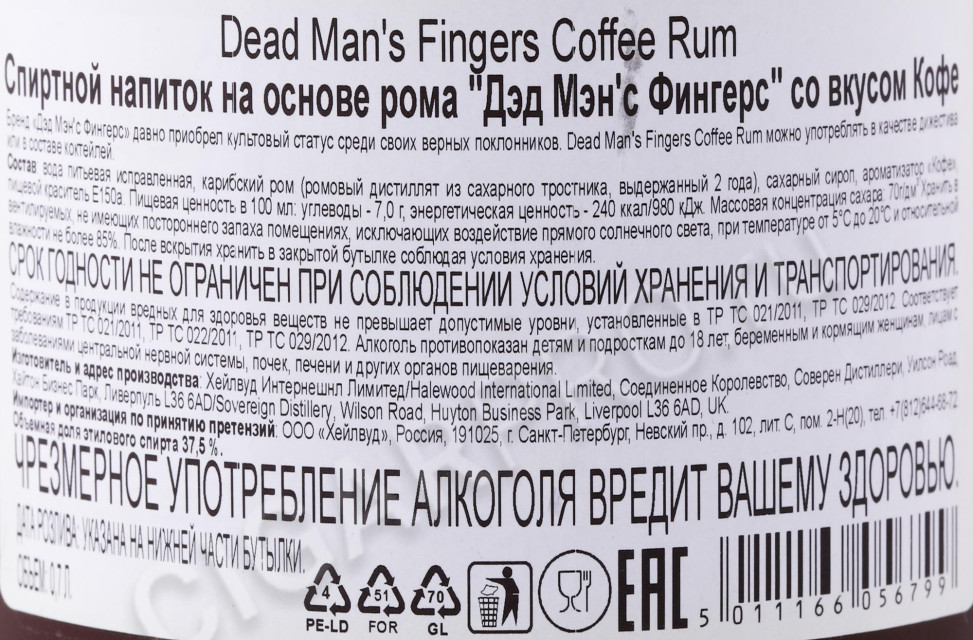 Dead Man's Fingers Coffee Rum
Спиртной напиток на основе рома "Дэд Мэн'с Фингерс" со вкусом Кофе
Бренд «Дэд Мэн'с Фингерс» давно приобрел культовый статус среди своих верных поклонников. Dead Man's Fingers Coffee Rum можно употреблять в качестве дижестива
или в составе коктейлей.
Состав: вода питьевая исправленная, карибский ром (ромовый дистиллят из сахарного тростника, выдержанный 2 года), сахарный сироп, ароматизатор «Кофе»,
пищевой краситель Е150а. Пищевая ценность в 100 мл: углеводы - 7,0 г, энергетическая ценность - 240 ккал/980 кДж. Массовая концентрация сахара: 70г/дм³ Хранить в
вентилируемых, не имеющих постороннего запаха помещениях, исключающих воздействие прямого солнечного света, при температуре от 5°С до 20°С и относительной
влажности не более 85%. После вскрытия хранить в закрытой бутылке соблюдая условия хранения.
СРОК ГОДНОСТИ НЕ ОГРАНИЧЕН ПРИ СОБЛЮДЕНИИ УСЛОВИЙ ХРАНЕНИЯ И ТРАНСПОРТИРОВАНИЯ.
Содержание в продукции вредных для здоровья веществ не превышает допустимые уровни, установленные в ТР ТС 021/2011, ТР ТС 029/2012. Соответствует
требованиям ТР ТС 021/2011, ТР ТС 022/2011, ТР ТС 029/2012. Алкоголь противопоказан детям и подросткам до 18 лет, беременным и кормящим женщинам, лицам с
заболеваниями центральной нервной системы, почек, печени и других органов пищеварения.
Изготовитель и адрес производства: Хейлвуд Интернешнл Лимитед/Halewood International Limited, Соединенное Королевство, Соверен Дистиллери, Уилсон Роад,
Хайтон Бизнес Парк, Ливерпуль L36 6AD/Sovereign Distillery, Wilson Road, Huyton Business Park, Liverpool L36 6AD, UK.
Импортер и организация по принятию претензий: ООО «Хейлвуд», Россия, 191025, г. Санкт-Петербург, Невский пр., д. 102, лит. С, пом. 2-Н(20), тел. +7(812)644-68-72
Объемная доля этилового спирта 37,5 %.
ЧРЕЗМЕРНОЕ УПОТРЕБЛЕНИЕ АЛКОГОЛЯ ВРЕДИТ ВАШЕМУ ЗДОРОВЬЮ.
ДАТА РОЗЛИВА: УКАЗАНА НА НИЖНЕЙ ЧАСТИ БУТЫЛКИ.
ОБЪЕМ: 0,7 Л
4 51 70
PE-LD FOR GL
EAC
5 011166 056799